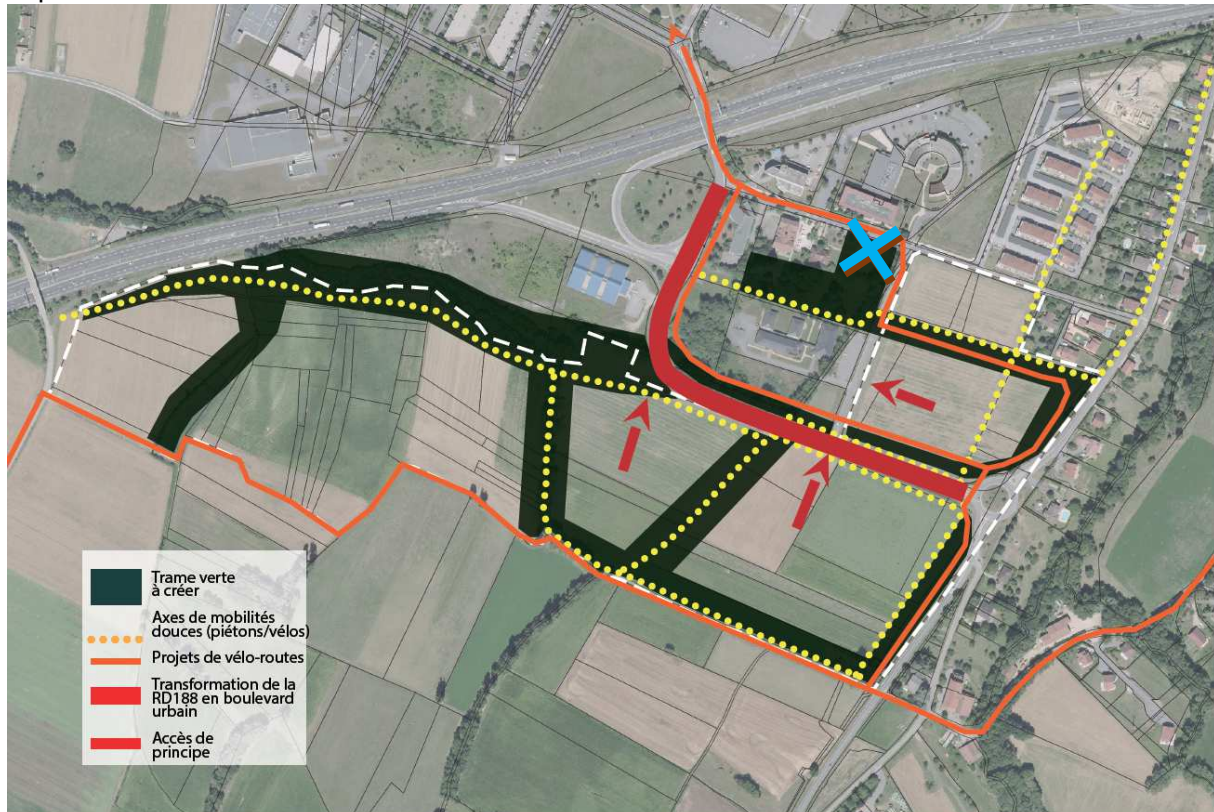 Trame verte
à créer
Axes de mobilités
douces (piétons/vélos)
Projets de vélo-routes
Transformation de la
RD188 en boulevard
urbain
Accès de
principe